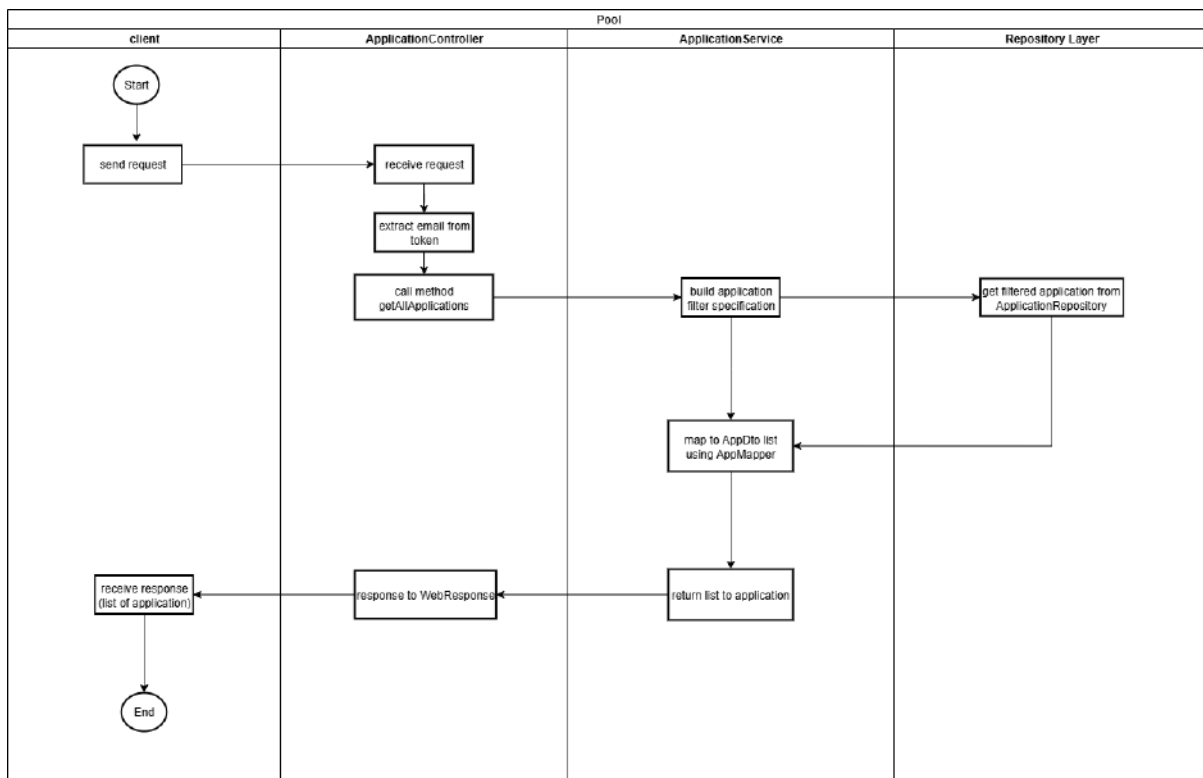 Pool
client
ApplicationController
ApplicationService
Repository Layer
Start
send request
receive request
extract email from
token
call method
getAllApplications
build application
filter specification
get filtered application from
ApplicationRepository
map to AppDto list
using AppMapper
receive response
(list of application)
response to WebResponse
return list to application
End